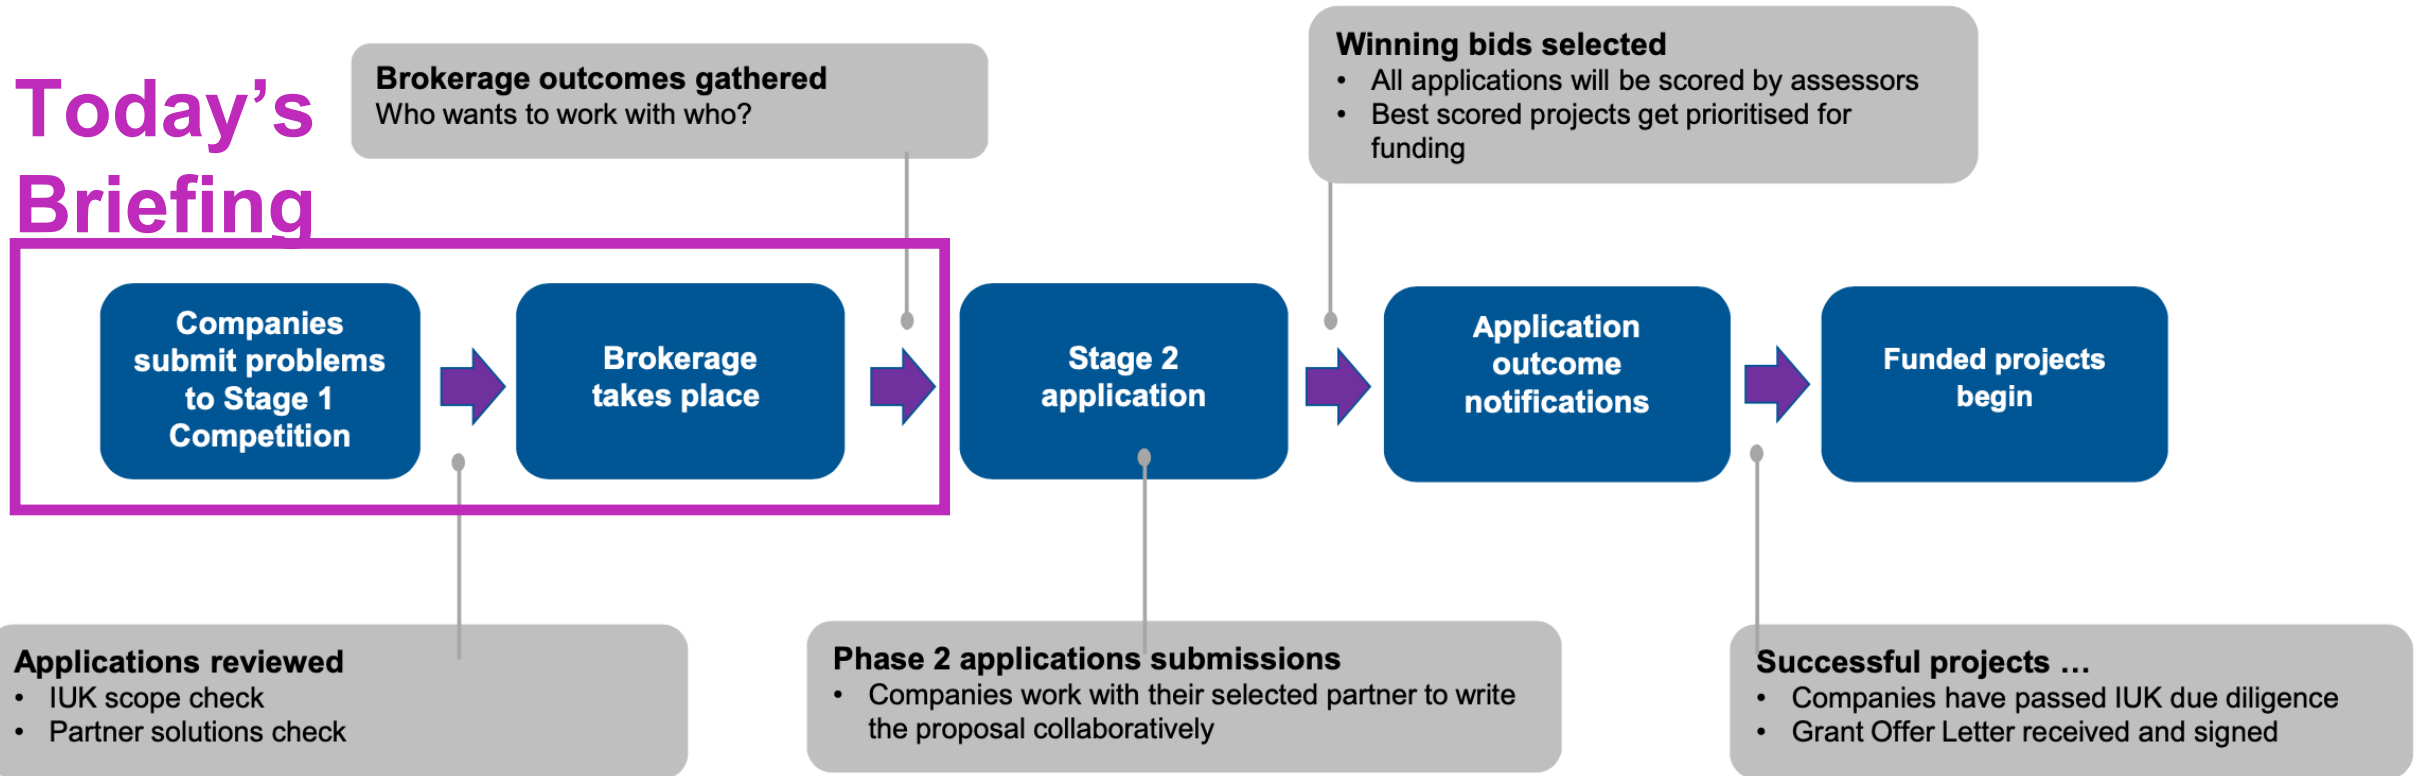 Today’s
Briefing
Brokerage outcomes gathered
Who wants to work with who?
Winning bids selected
• All applications will be scored by assessors
• Best scored projects get prioritised for
funding
Companies
submit problems
to Stage 1
Competition
Brokerage
takes place
Stage 2
application
Application
outcome
notifications
Funded projects
begin
Applications reviewed
• IUK scope check
• Partner solutions check
Phase 2 applications submissions
• Companies work with their selected partner to write
the proposal collaboratively
Successful projects …
• Companies have passed IUK due diligence
• Grant Offer Letter received and signed